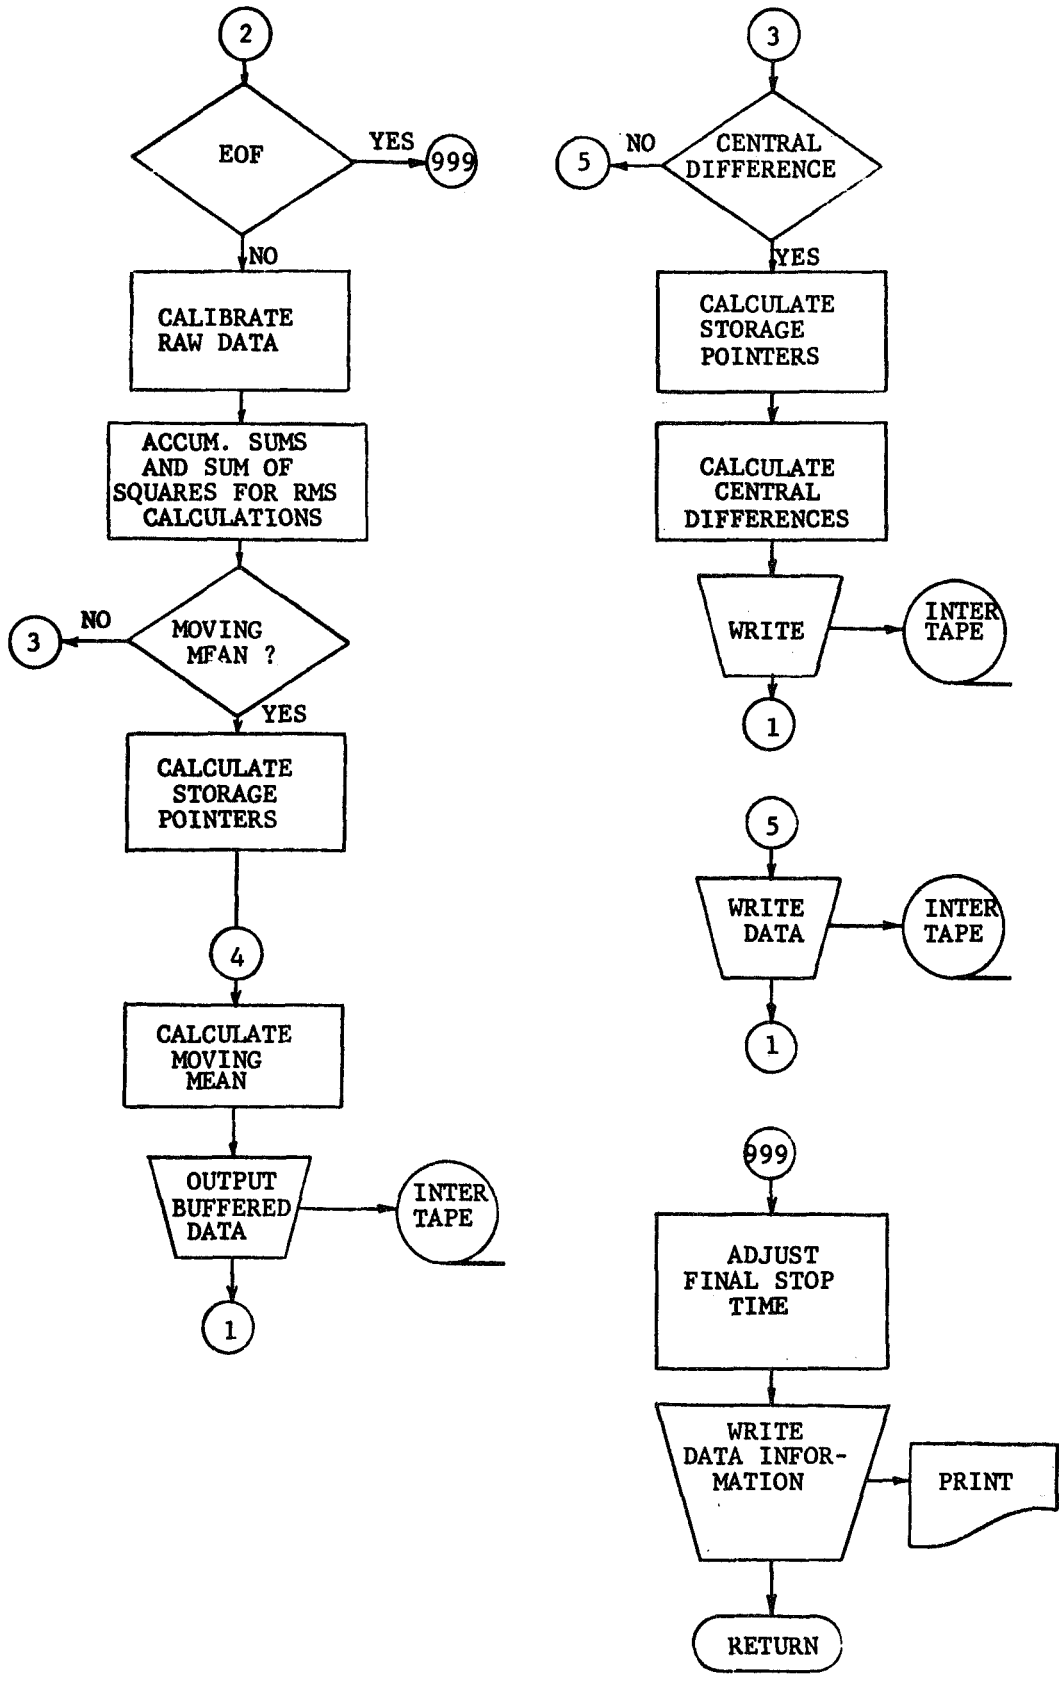 2
EOF
YES
999
NO
CALIBRATE
RAW DATA
ACCUM. SUMS
AND SUM OF
SQUARES FOR RMS
CALCULATIONS
MOVING
MEAN ?
NO
3
YES
CALCULATE
STORAGE
POINTERS
4
CALCULATE
MOVING
MEAN
OUTPUT
BUFFERED
DATA
INTER
TAPE
1
3
CENTRAL
DIFFERENCE
NO
5
YES
CALCULATE
STORAGE
POINTERS
CALCULATE
CENTRAL
DIFFERENCES
WRITE
INTER
TAPE
1
5
WRITE
DATA
INTER
TAPE
1
999
ADJUST
FINAL STOP
TIME
WRITE
DATA INFOR-
MATION
PRINT
RETURN